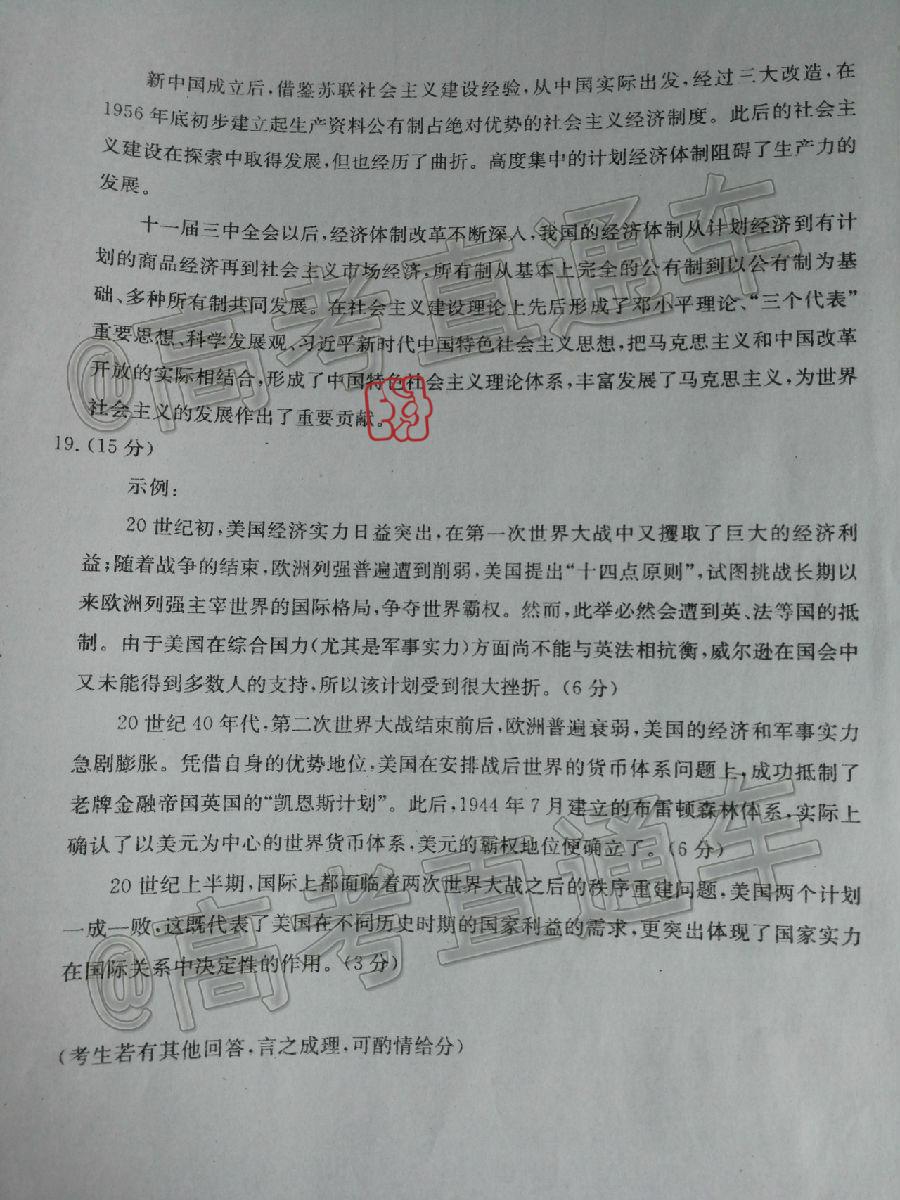 新中国成立后,借鉴苏联社会主义建设经验,从中国实际出发,经过三大改造,在
1956年底初步建立起生产资料公有制占绝对优势的社会主义经济制度。此后的社会主
义建设在探索中取得发展,但也经历了曲折。高度集中的计划经济体制阻碍了生产力的
发展。
十一届三中全会以后,经济体制改革不断深入,我国的经济体制从计划经济到有计
划的商品经济再到社会主义市场经济,所有制从基本上完全的公有制到以公有制为基
础、多种所有制共同发展。在社会主义建设理论上先后形成了邓小平理论、“三个代表”
重要思想、科学发展观、习近平新时代中国特色社会主义思想,把马克思主义和中国改革
开放的实际相结合,形成了中国特色社会主义理论体系,丰富发展了马克思主义,为世界
社会主义的发展作出了重要贡献。
19.(15分)
示例:
20世纪初,美国经济实力日益突出,在第一次世界大战中又攫取了巨大的经济利
益;随着战争的结束,欧洲列强普遍遭到削弱,美国提出“十四点原则”,试图挑战长期以
来欧洲列强主宰世界的国际格局,争夺世界霸权。然而,此举必然会遭到英、法等国的抵
制。由于美国在综合国力(尤其是军事实力)方面尚不能与英法相抗衡,威尔逊在国会中
又未能得到多数人的支持,所以该计划受到很大挫折。(6分)
20世纪40年代,第二次世界大战结束前后,欧洲普遍衰弱,美国的经济和军事实力
急剧膨胀。凭借自身的优势地位,美国在安排战后世界的货币体系问题上,成功抵制了
老牌金融帝国英国的“凯恩斯计划”。此后,1944年7月建立的布雷顿森林体系,实际上
确认了以美元为中心的世界货币体系,美元的霸权地位便确立了。(6分)
20世纪上半期,国际上都面临着两次世界大战之后的秩序重建问题,美国两个计划
一成一败,这既代表了美国在不同历史时期的国家利益的需求,更突出体现了国家实力
在国际关系中决定性的作用。(3分)
(考生若有其他回答,言之成理,可酌情给分)
@高考直通车
@高考直通车